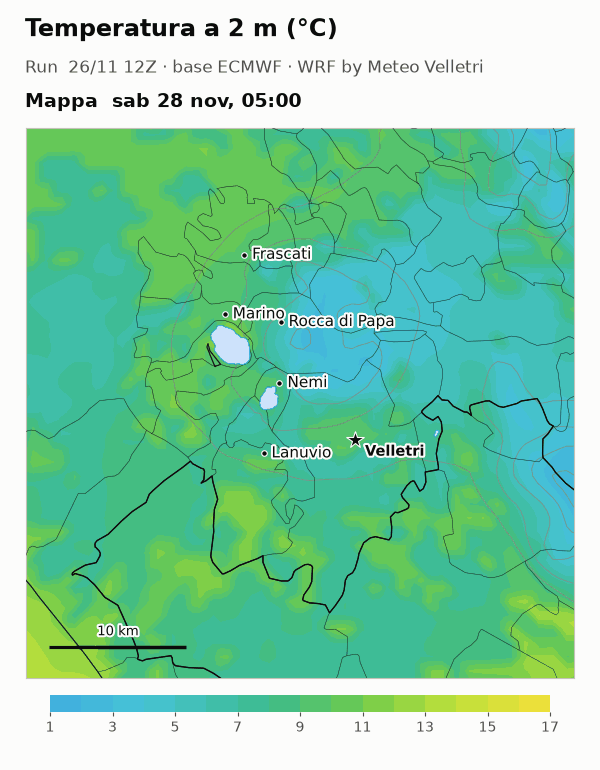 Temperatura a 2 m (°C)
Run  26/11 12Z · base ECMWF · WRF by Meteo Velletri
Mappa  sab 28 nov, 05:00
Frascati
Marino
Rocca di Papa
Nemi
Velletri
Lanuvio
10 km
1 3 5 7 9 11 13 15 17